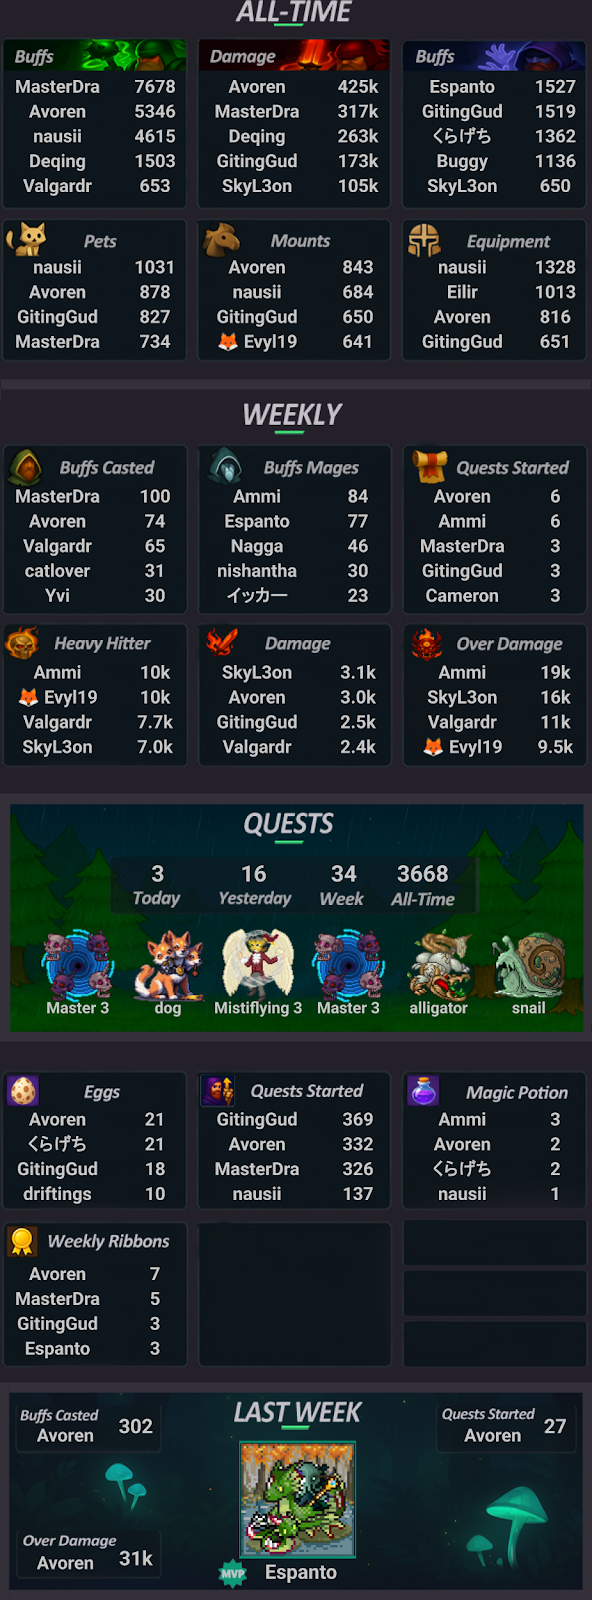 ALL-TIME
Buffs
MasterDra 7678
Avoren 5346
nausii 4615
Deqing 1503
Valgardr 653
Damage
Avoren 425k
MasterDra 317k
Deqing 263k
GitingGud 173k
SkyL3on 105k
Buffs
Espanto 1527
GitingGud 1519
くらげち 1362
Buggy 1136
SkyL3on 650
Pets
nausii 1031
Avoren 878
GitingGud 827
MasterDra 734
Mounts
Avoren 843
nausii 684
GitingGud 650
🦊 Evyl19 641
Equipment
nausii 1328
Eilir 1013
Avoren 816
GitingGud 651
WEEKLY
Buffs Casted
MasterDra 100
Avoren 74
Valgardr 65
catlover 31
Yvi 30
Buffs Mages
Ammi 84
Espanto 77
Nagga 46
nishantha 30
イッカー 23
Quests Started
Avoren 6
Ammi 6
MasterDra 3
GitingGud 3
Cameron 3
Heavy Hitter
Ammi 10k
🦊 Evyl19 10k
Valgardr 7.7k
SkyL3on 7.0k
Damage
SkyL3on 3.1k
Avoren 3.0k
GitingGud 2.5k
Valgardr 2.4k
Over Damage
Ammi 19k
SkyL3on 16k
Valgardr 11k
🦊 Evyl19 9.5k
QUESTS
3 16 34 3668
Today Yesterday Week All-Time
Master 3 dog Mistiflying 3 Master 3 alligator snail
Eggs
Avoren 21
くらげち 21
GitingGud 18
driftings 10
Quests Started
GitingGud 369
Avoren 332
MasterDra 326
nausii 137
Magic Potion
Ammi 3
Avoren 2
くらげち 2
nausii 1
Weekly Ribbons
Avoren 7
MasterDra 5
GitingGud 3
Espanto 3
LAST WEEK
Buffs Casted
Avoren 302
Quests Started
Avoren 27
Over Damage
Avoren 31k
MVP Espanto